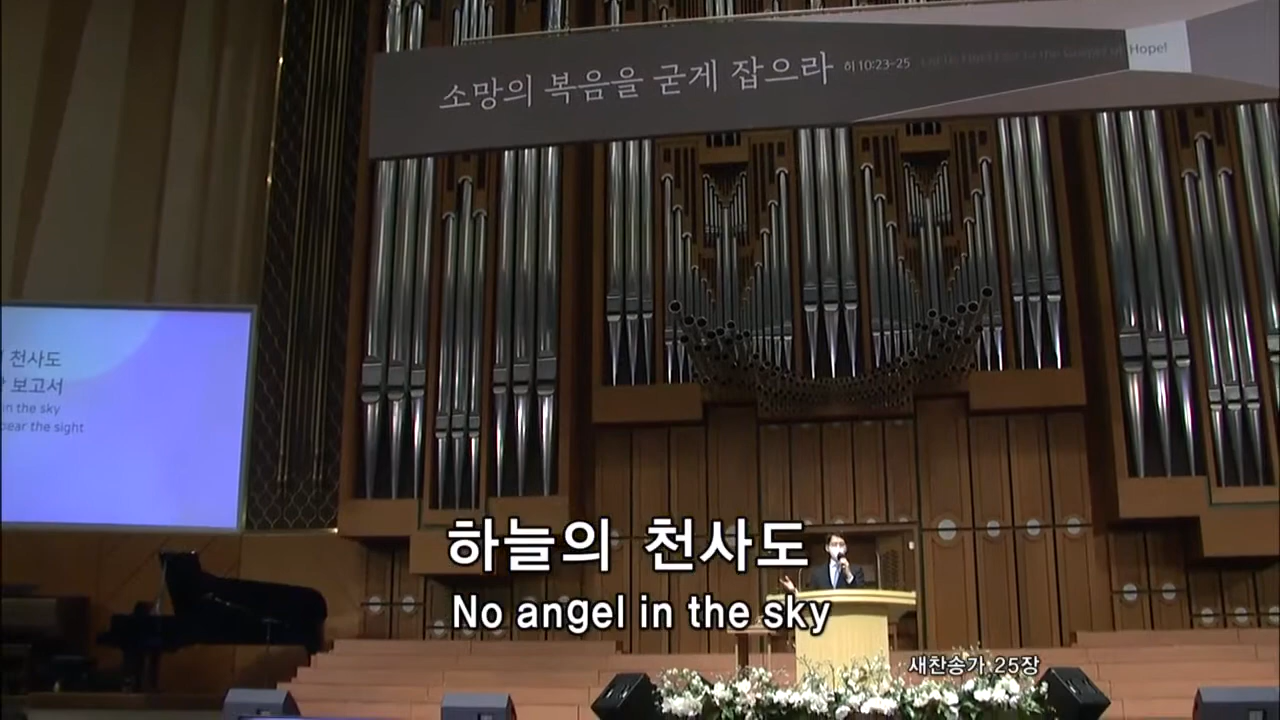 소망의 복음을 굳게 잡으라 히 10:23-25
Hope!
천사도
보고서
in the sky
bear the sight
하늘의 천사도
No angel in the sky
새찬송가 25장